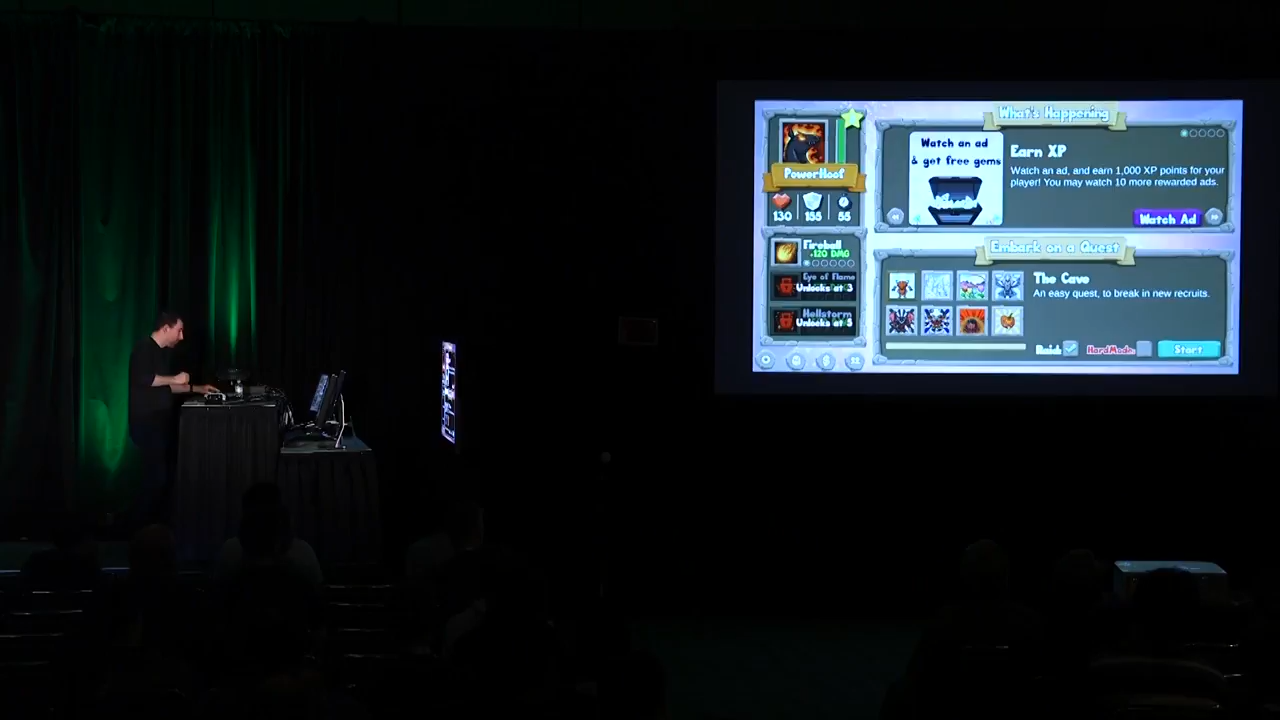 What's Happening
PowerHoof
130 155 55
Fireball
+120 DMG
Eye of Flame
Unlocks at 3
Hellstorm
Unlocks at 5
Watch an ad
& get free gems
Earn XP
Watch an ad, and earn 1,000 XP points for your
player! You may watch 10 more rewarded ads.
Watch Ad
Embark on a Quest
The Cave
An easy quest, to break in new recruits.
Raid: HardMode:
Start